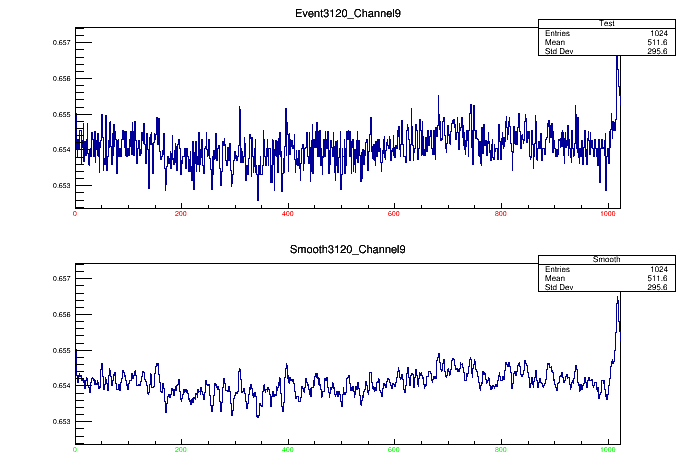 Event3120_Channel9
Test
Entries 1024
Mean 511.6
Std Dev 295.6
0.657
0.656
0.655
0.654
0.653
0 200 400 600 800 1000
Smooth3120_Channel9
Smooth
Entries 1024
Mean 511.6
Std Dev 295.6
0.657
0.656
0.655
0.654
0.653
0 200 400 600 800 1000